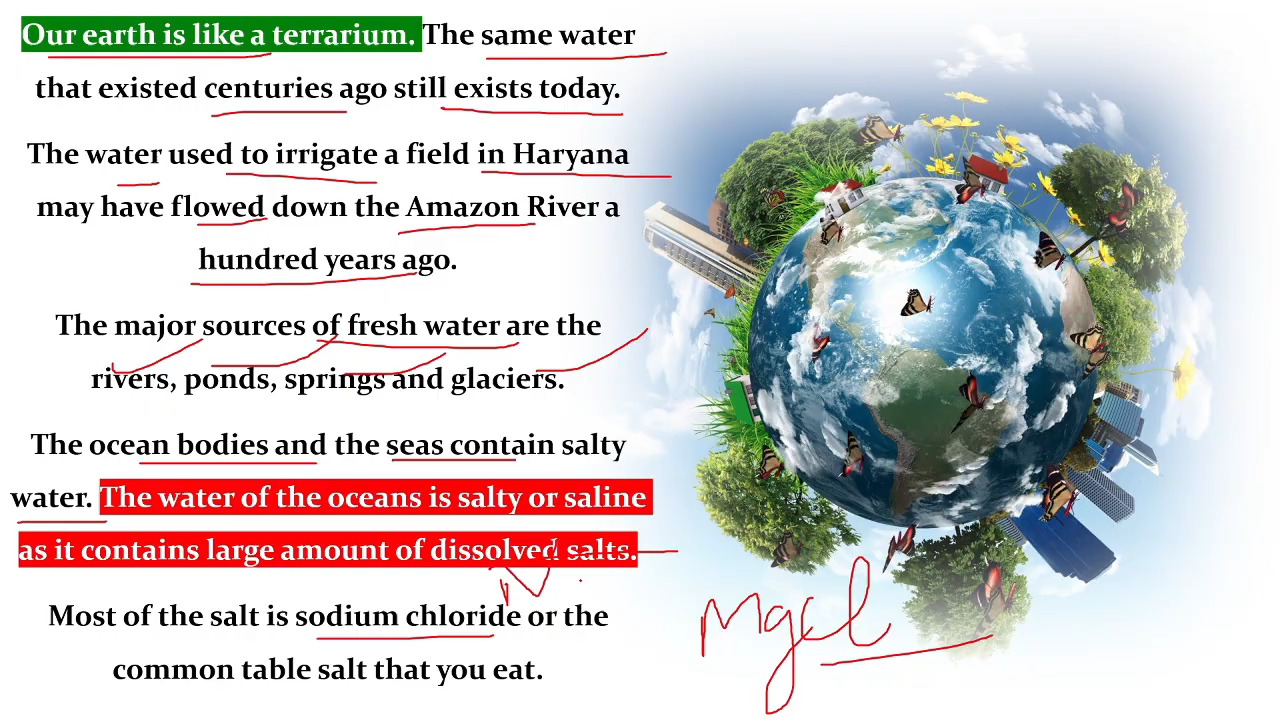 Our earth is like a terrarium. The same water
that existed centuries ago still exists today.
The water used to irrigate a field in Haryana
may have flowed down the Amazon River a
hundred years ago.
The major sources of fresh water are the
rivers, ponds, springs and glaciers.
The ocean bodies and the seas contain salty
water. The water of the oceans is salty or saline
as it contains large amount of dissolved salts.
Most of the salt is sodium chloride or the
common table salt that you eat.
Mgcl